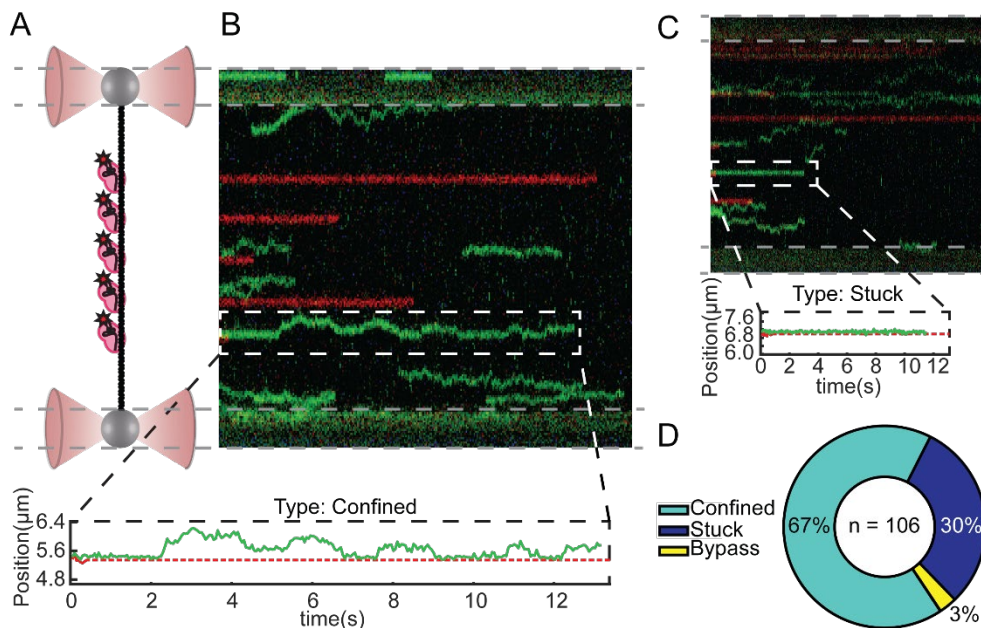 A
B
C
Type: Confined
Position(μm)
6.4
5.6
4.8
0
2
4
6
8
10
12
time(s)
Type: Stuck
Position(μm)
7.6
6.8
6.0
0
2
4
6
8
10
12
time(s)
D
Confined
Stuck
Bypass
67%
n = 106
30%
3%